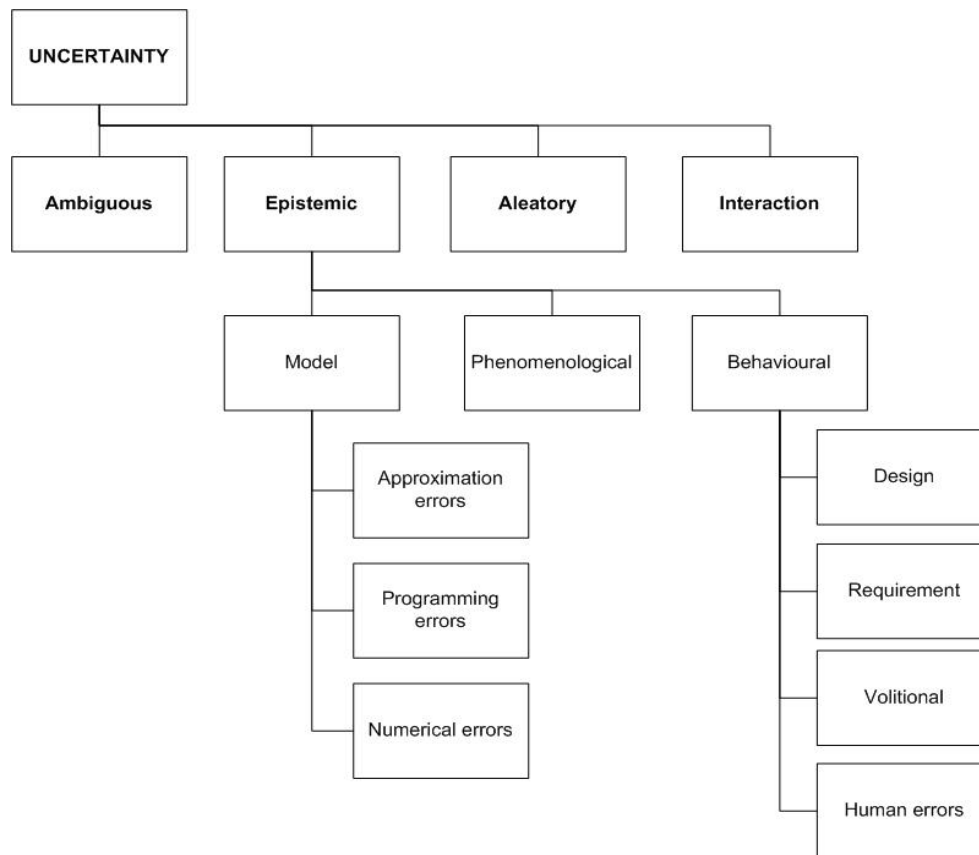 UNCERTAINTY
Ambiguous
Epistemic
Aleatory
Interaction
Model
Phenomenological
Behavioural
Approximation
errors
Programming
errors
Numerical errors
Design
Requirement
Volitional
Human errors